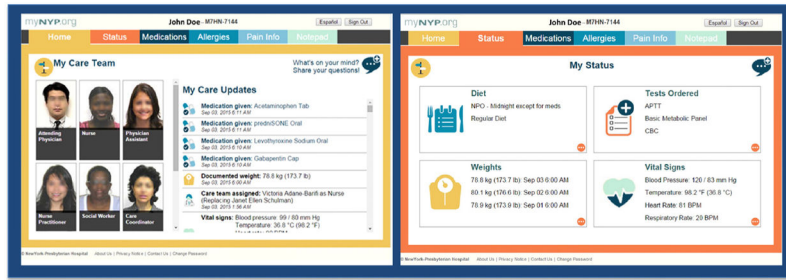 myNYP.org
John Doe - M7HN-7144
Español
Sign Out
Home
Status
Medications
Allergies
Pain Info
Notepad
My Care Team
What's on your mind?
Share your questions!
Attending
Physician
Nurse
Physician
Assistant
Nurse
Practitioner
Social Worker
Care
Coordinator
My Care Updates
Medication given: Acetaminophen Tab
Sep 03, 2015 6:11 AM
Medication given: predniSONE Oral
Sep 03, 2015 6:11 AM
Medication given: Levothyroxine Sodium Oral
Sep 03, 2015 6:10 AM
Medication given: Gabapentin Cap
Sep 03, 2015 6:10 AM
Documented weight: 78.8 kg (173.7 lb)
Sep 03, 2015 6:00 AM
Care team assigned: Victoria Adane-Barifi as Nurse
(Replacing Janet Ellen Schulman)
Sep 03, 2015 1:56 AM
Vital signs: Blood pressure: 99 / 80 mm Hg
Temperature: 36.8 °C (98.2 °F)
© NewYork-Presbyterian Hospital
About Us | Privacy Notice | Contact Us | Change Password
myNYP.org
John Doe - M7HN-7144
Español
Sign Out
Home
Status
Medications
Allergies
Pain Info
Notepad
My Status
Diet
NPO - Midnight except for meds
Regular Diet
Tests Ordered
APTT
Basic Metabolic Panel
CBC
Weights
78.8 kg (173.7 lb) Sep 03 6:00 AM
80.1 kg (176.6 lb) Sep 02 6:00 AM
78.9 kg (173.9 lb) Sep 01 6:00 AM
Vital Signs
Blood Pressure: 120 / 83 mm Hg
Temperature: 98.2 °F (36.8 °C)
Heart Rate: 81 BPM
Respiratory Rate: 20 BPM
© NewYork-Presbyterian Hospital
About Us | Privacy Notice | Contact Us | Change Password